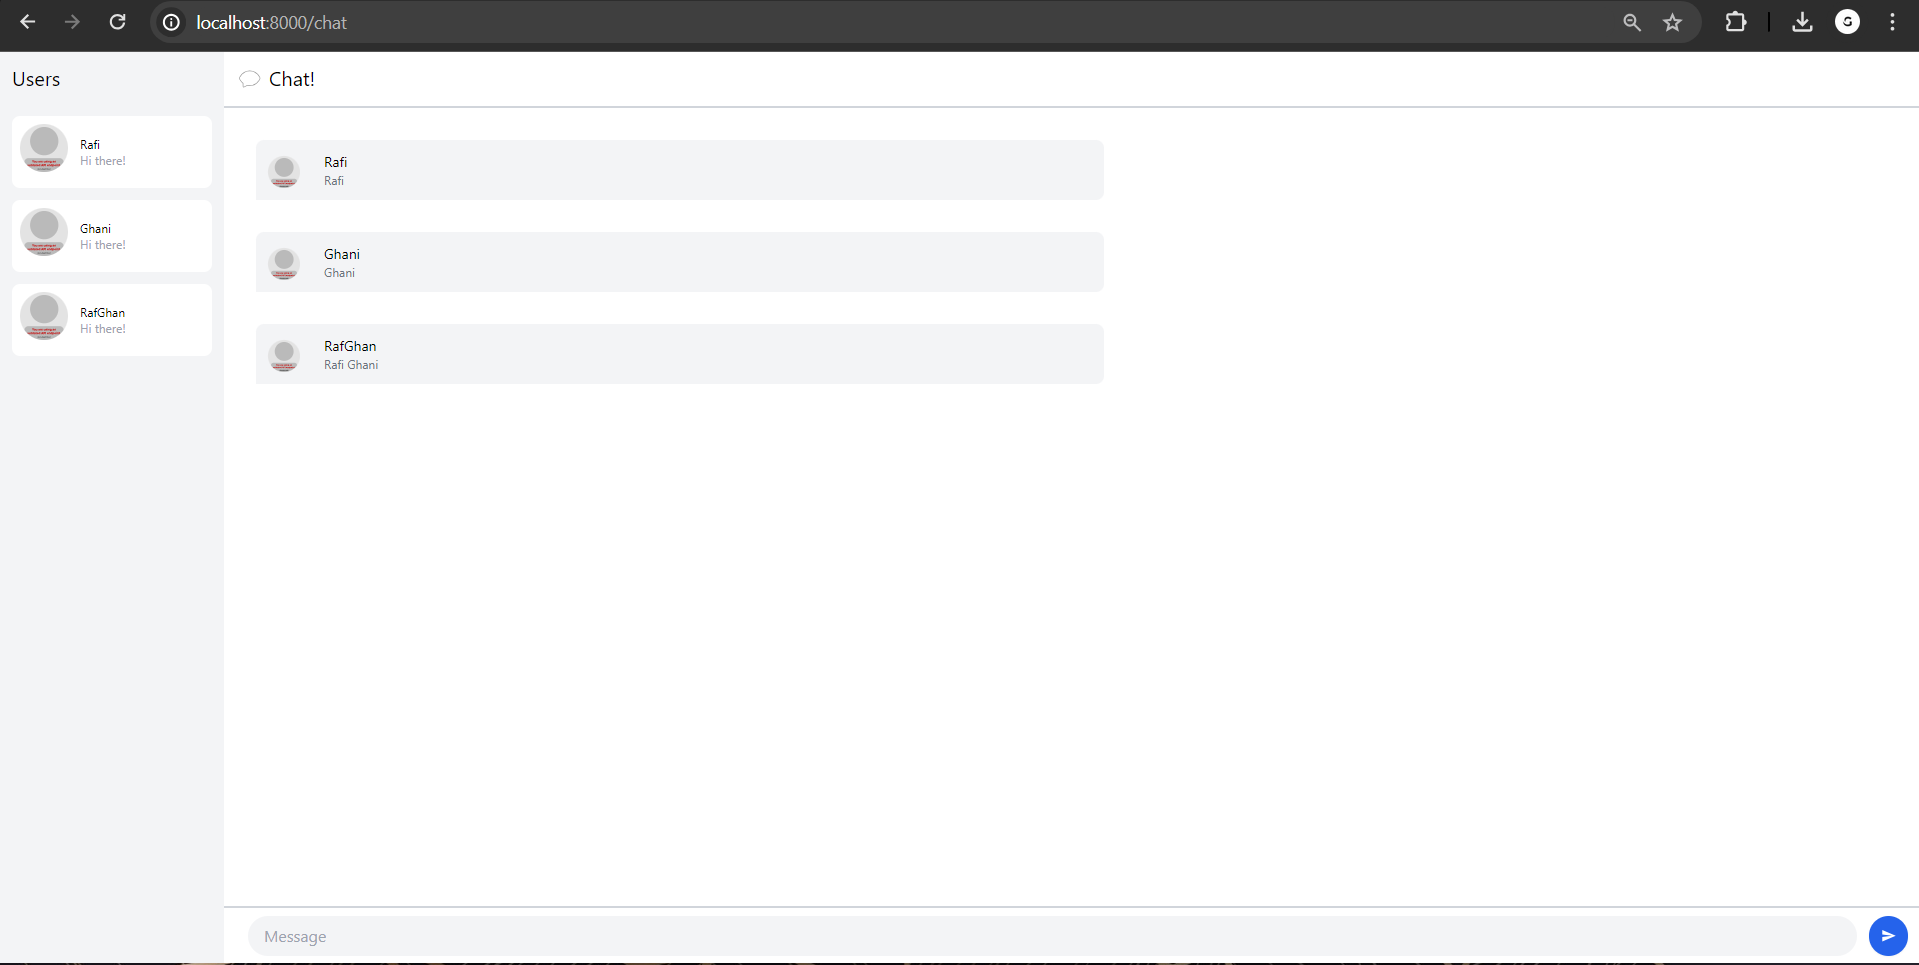 localhost:8000/chat
Users
Rafi
Hi there!
Ghani
Hi there!
RafGhan
Hi there!
Chat!
Rafi
Rafi
Ghani
Ghani
RafGhan
Rafi Ghani
Message